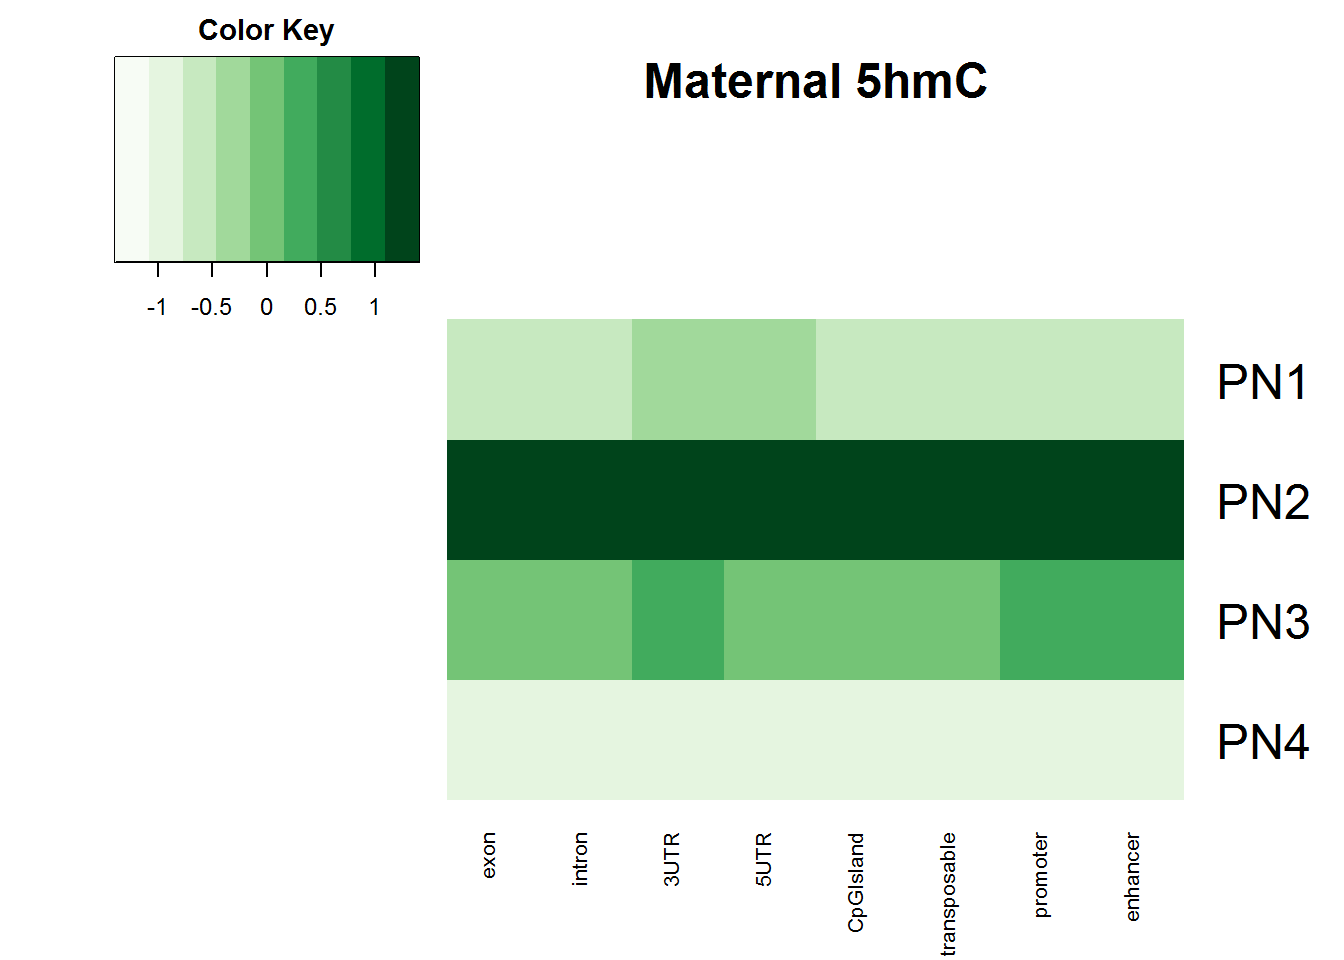 Color Key
Maternal 5hmC
-1 -0.5 0 0.5 1
PN1
PN2
PN3
PN4
exon
intron
3UTR
5UTR
CpGIsland
transposable
promoter
enhancer